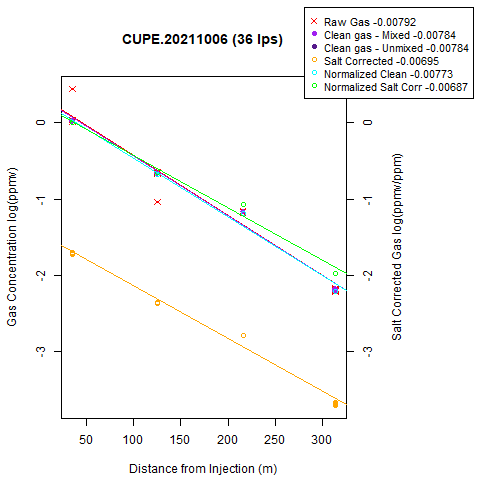 CUPE.20211006 (36 lps)
Raw Gas -0.00792
Clean gas - Mixed -0.00784
Clean gas - Unmixed -0.00784
Salt Corrected -0.00695
Normalized Clean -0.00773
Normalized Salt Corr -0.00687
Gas Concentration log(ppmv)
0
-1
-2
-3
0
-1
-2
-3
Salt Corrected Gas log(ppmv/ppm)
50 100 150 200 250 300
Distance from Injection (m)